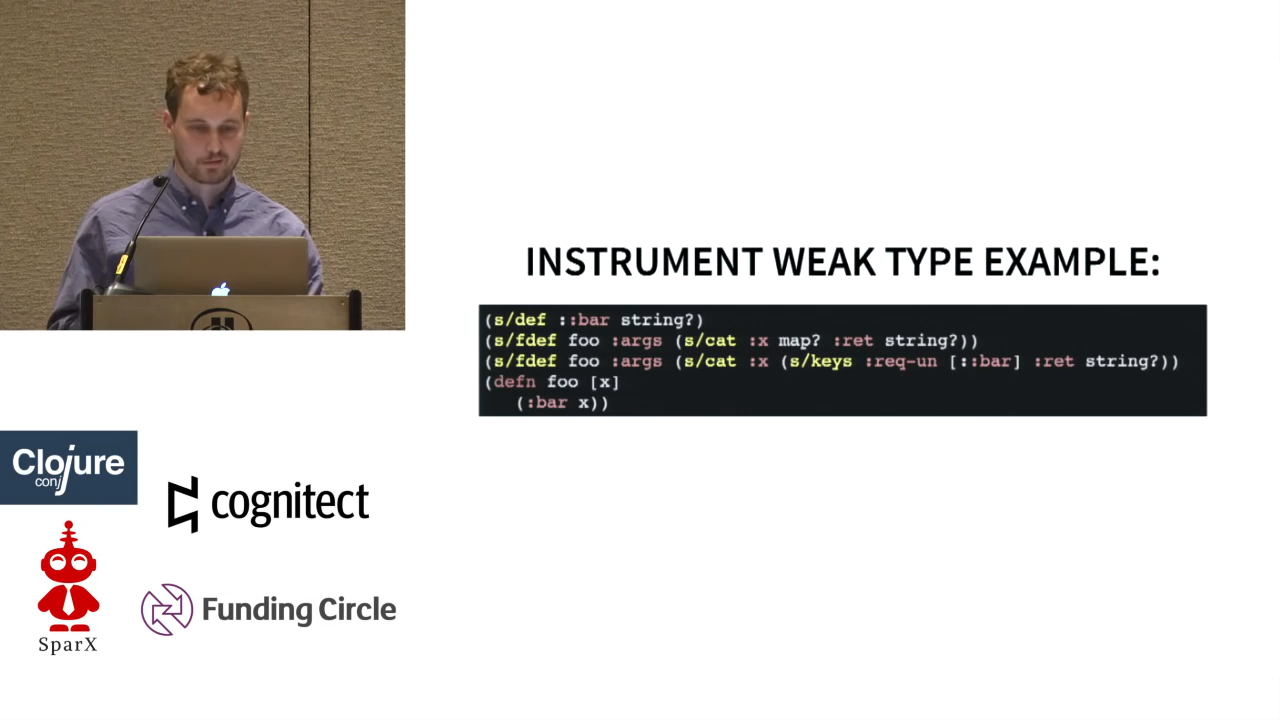 INSTRUMENT WEAK TYPE EXAMPLE:
(s/def ::bar string?)
(s/fdef foo :args (s/cat :x map? :ret string?))
(s/fdef foo :args (s/cat :x (s/keys :req-un [::bar] :ret string?))
(defn foo [x]
(:bar x))
Clojure
conj
cognitect
SparX
Funding Circle